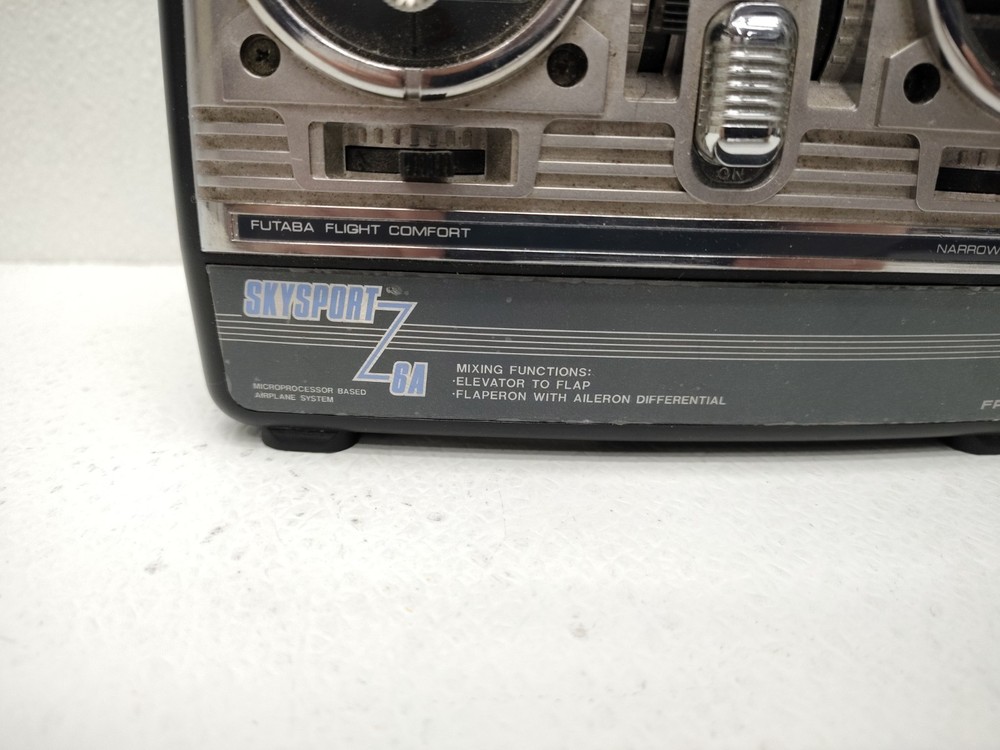 ON
FUTABA FLIGHT COMFORT
NARROW
SKYSPORT
6A
MICROPROCESSOR BASED
AIRPLANE SYSTEM
MIXING FUNCTIONS:
·ELEVATOR TO FLAP
·FLAPERON WITH AILERON DIFFERENTIAL